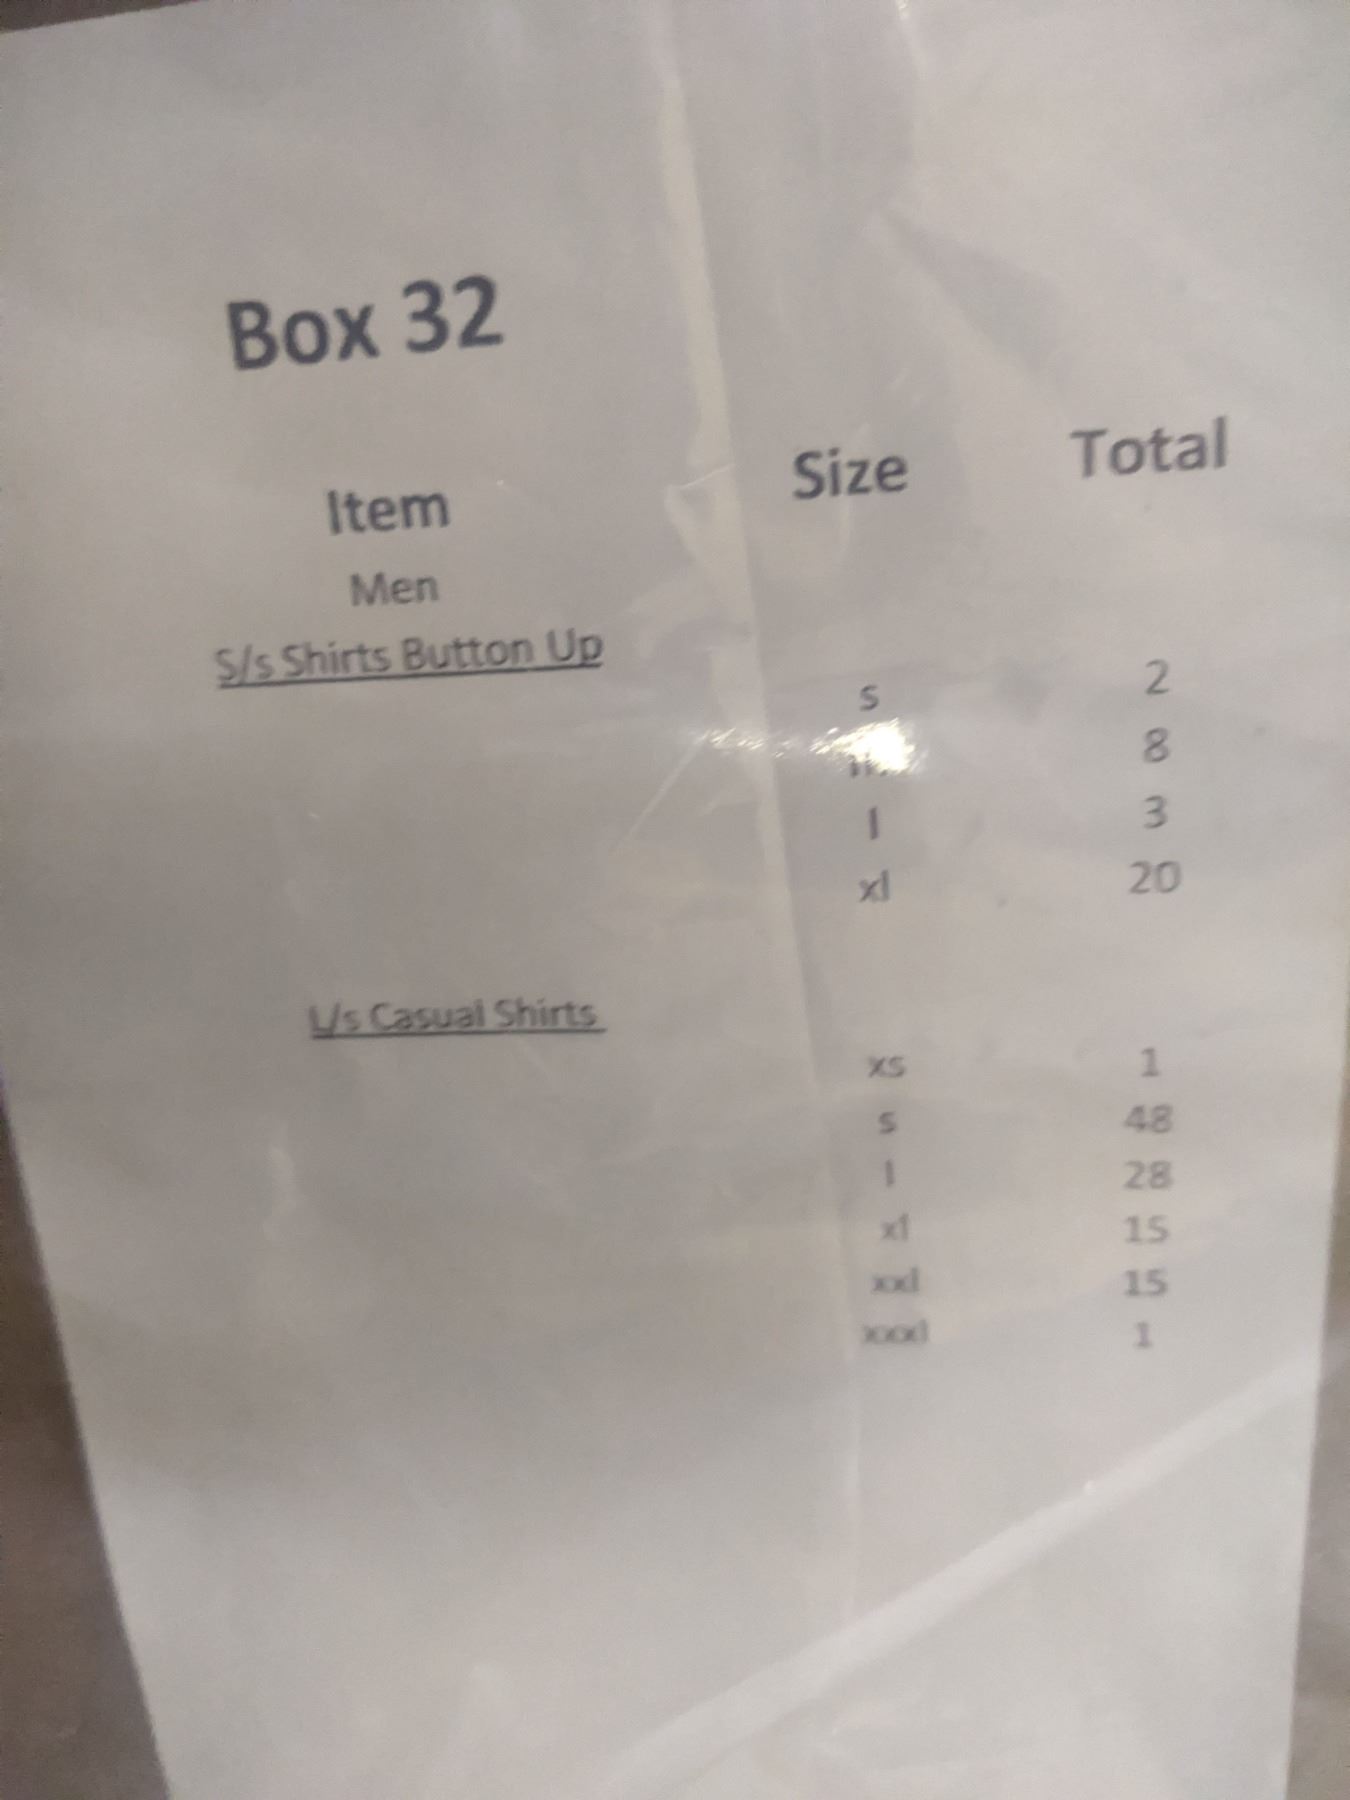 Box 32
Item Size Total
Men
S/s Shirts Button Up
s 2
8
l 3
xl 20
L/s Casual Shirts
xs 1
s 48
l 28
xl 15
xxl 15
xxxl 1